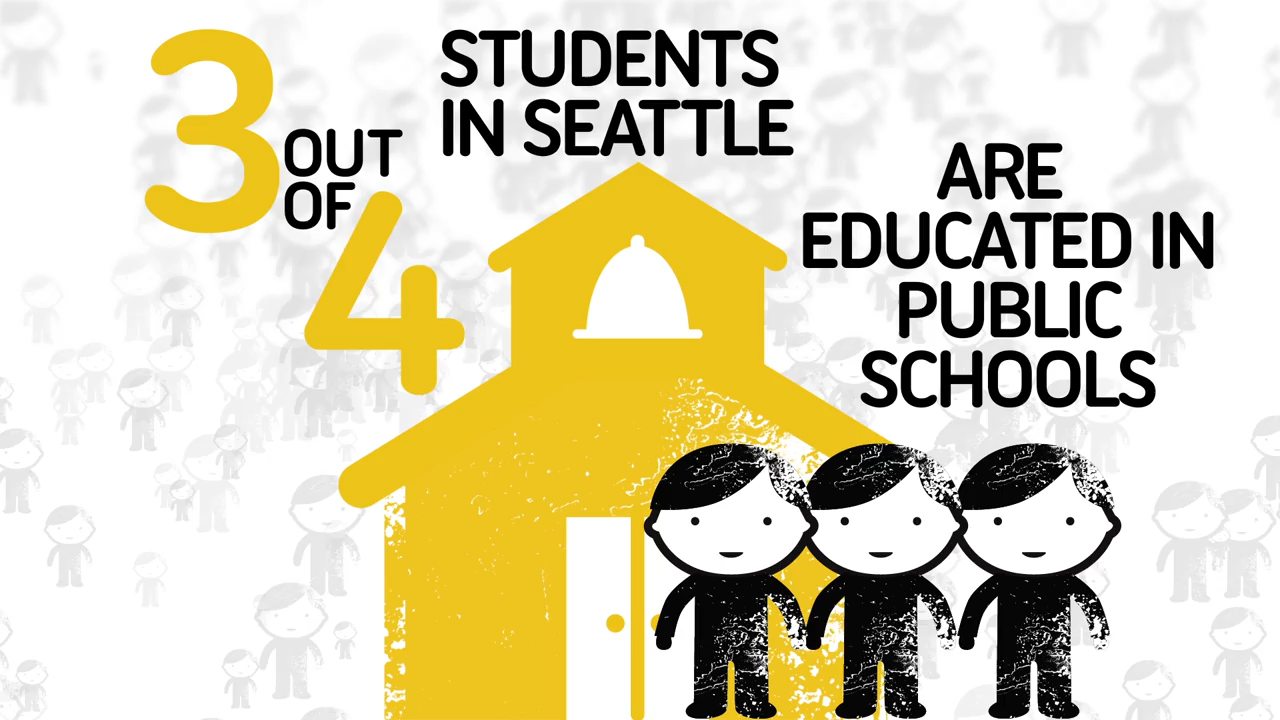 3
OUT
OF
4
STUDENTS
IN SEATTLE
ARE
EDUCATED IN
PUBLIC
SCHOOLS